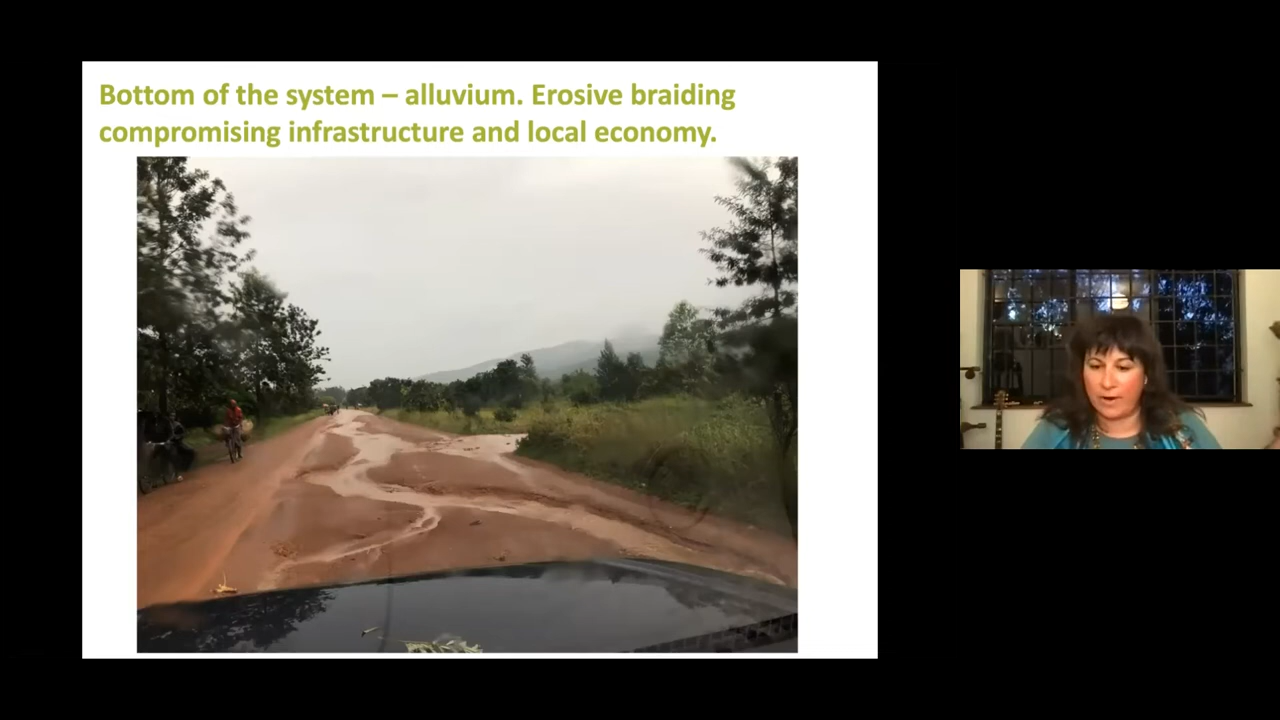 Bottom of the system – alluvium. Erosive braiding
compromising infrastructure and local economy.